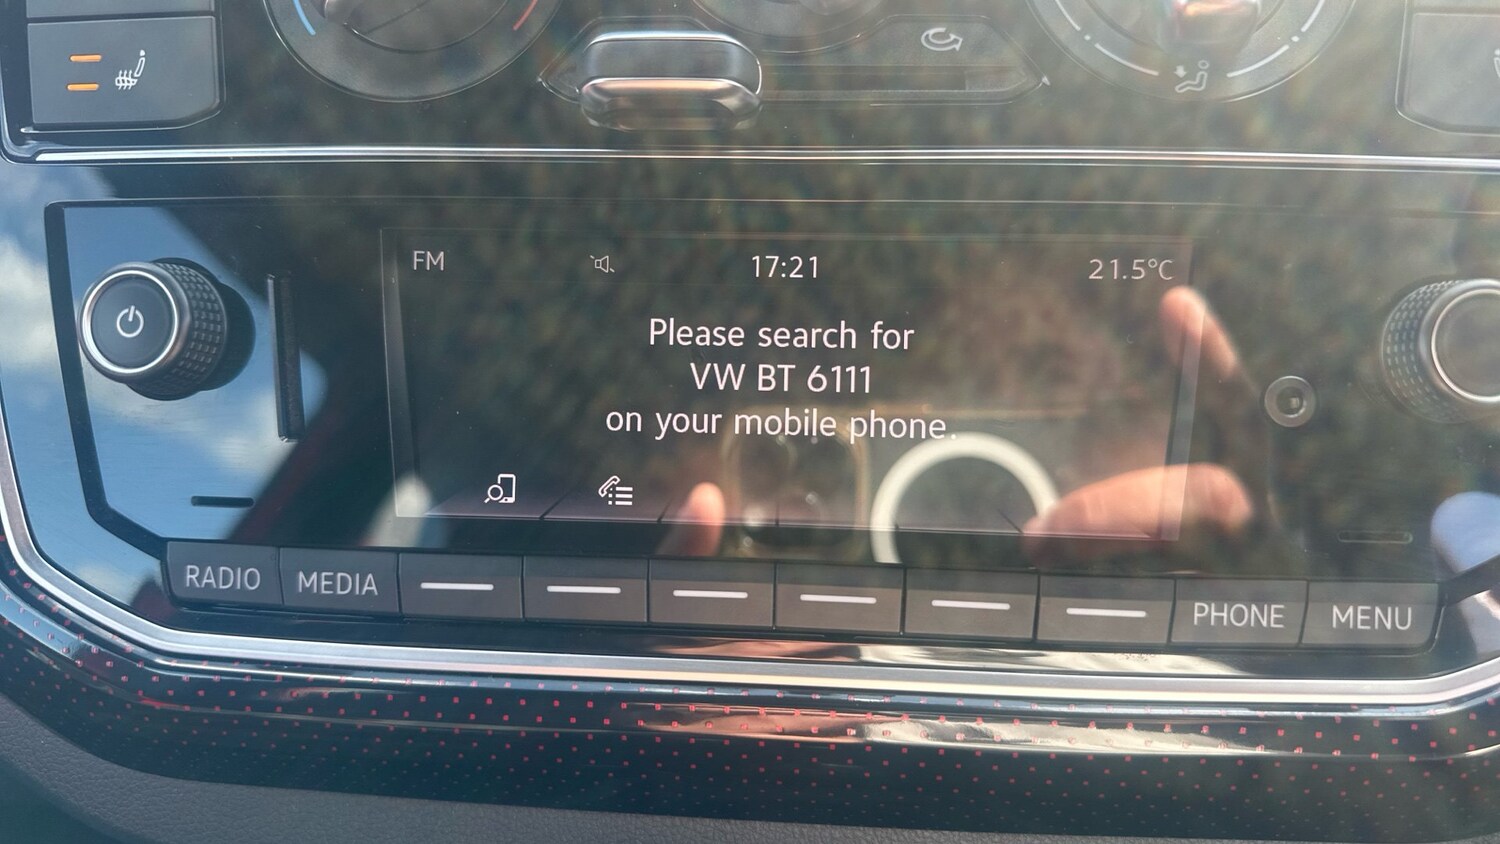 FM 17:21 21.5°C
Please search for
VW BT 6111
on your mobile phone.
RADIO MEDIA PHONE MENU